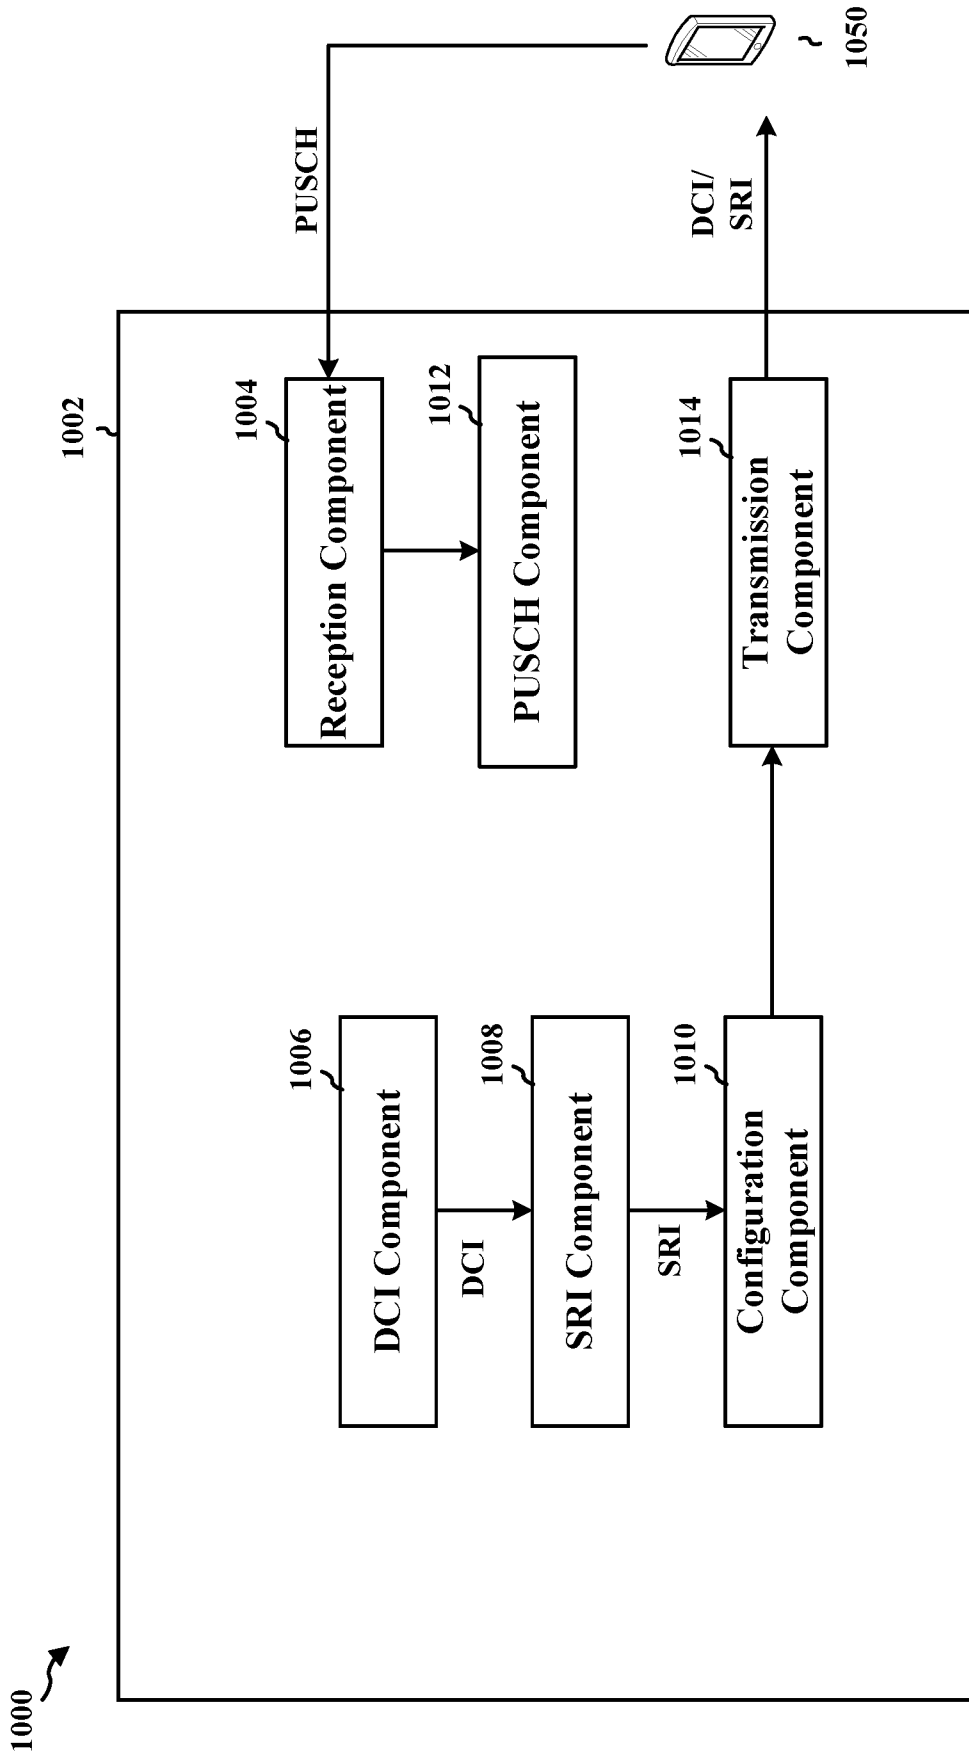 1000
1002
1006
DCI Component
DCI
1008
SRI Component
SRI
1010
Configuration
Component
1004
Reception Component
1012
PUSCH Component
1014
Transmission
Component
PUSCH
DCI/
SRI
1050